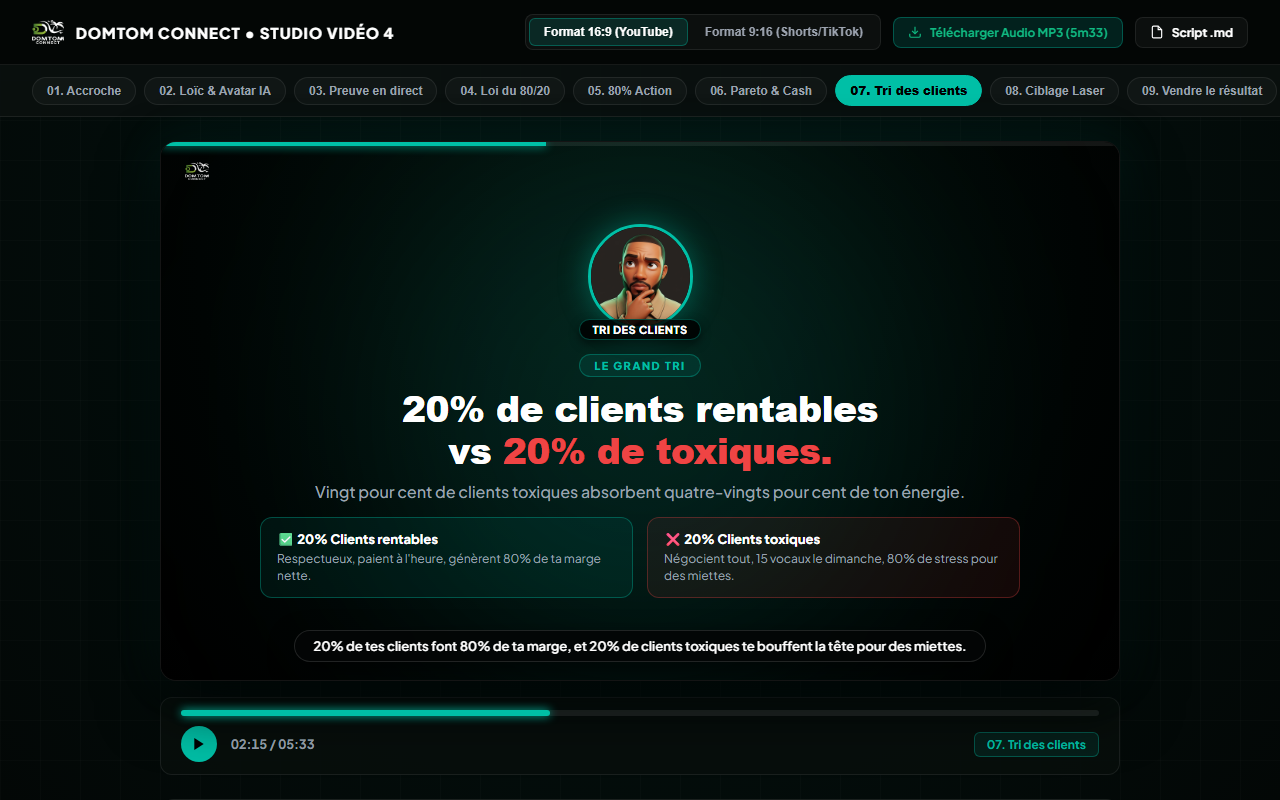 DOMTOM CONNECT
DOMTOM CONNECT ● STUDIO VIDÉO 4
Format 16:9 (YouTube)
Format 9:16 (Shorts/TikTok)
Télécharger Audio MP3 (5m33)
Script .md
01. Accroche
02. Loïc & Avatar IA
03. Preuve en direct
04. Loi du 80/20
05. 80% Action
06. Pareto & Cash
07. Tri des clients
08. Ciblage Laser
09. Vendre le résultat
DOMTOM CONNECT
TRI DES CLIENTS
LE GRAND TRI
20% de clients rentables
vs 20% de toxiques.
Vingt pour cent de clients toxiques absorbent quatre-vingts pour cent de ton énergie.
✅ 20% Clients rentables
Respectueux, paient à l'heure, génèrent 80% de ta marge
nette.
❌ 20% Clients toxiques
Négocient tout, 15 vocaux le dimanche, 80% de stress pour
des miettes.
20% de tes clients font 80% de ta marge, et 20% de clients toxiques te bouffent la tête pour des miettes.
02:15 / 05:33
07. Tri des clients